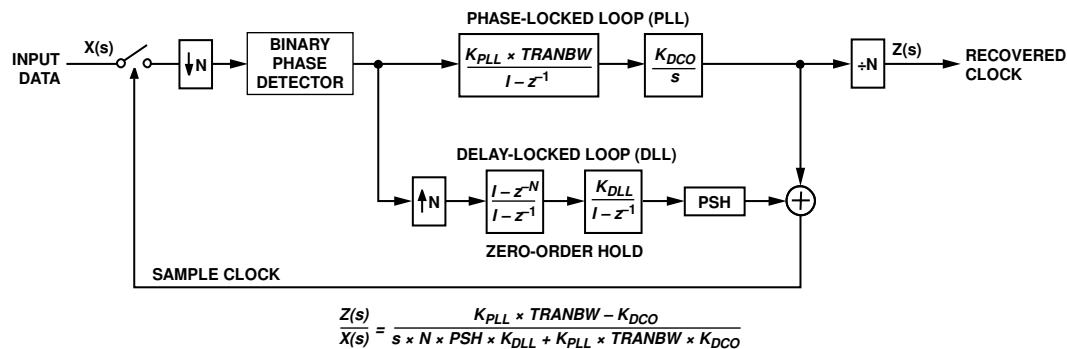 PHASE-LOCKED LOOP (PLL)
INPUT
DATA
X(s)
↓N
BINARY
PHASE
DETECTOR
K_PLL × TRANBW
I – z⁻¹
K_DCO
s
÷N
Z(s)
RECOVERED
CLOCK
DELAY-LOCKED LOOP (DLL)
↑N
I – z⁻ᴺ
I – z⁻¹
K_DLL
I – z⁻¹
PSH
+
ZERO-ORDER HOLD
SAMPLE CLOCK
Z(s)
X(s)
=
K_PLL × TRANBW – K_DCO
s × N × PSH × K_DLL + K_PLL × TRANBW × K_DCO